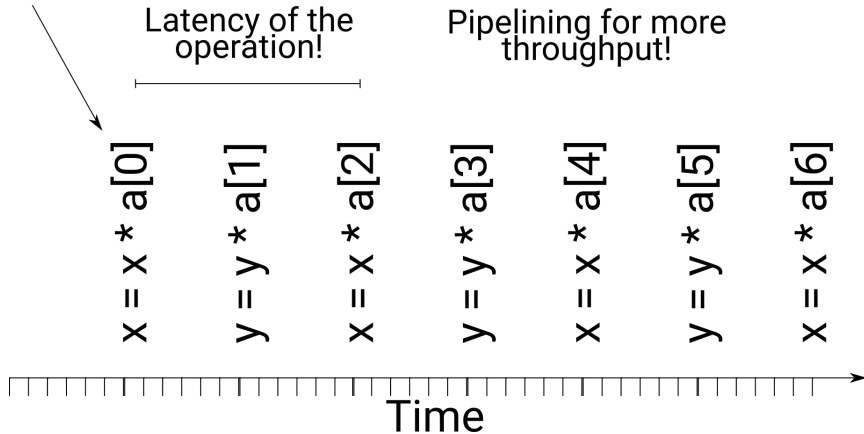 Latency of the
operation!
Pipelining for more
throughput!
x = x * a[0]
y = y * a[1]
x = x * a[2]
y = y * a[3]
x = x * a[4]
y = y * a[5]
x = x * a[6]
Time